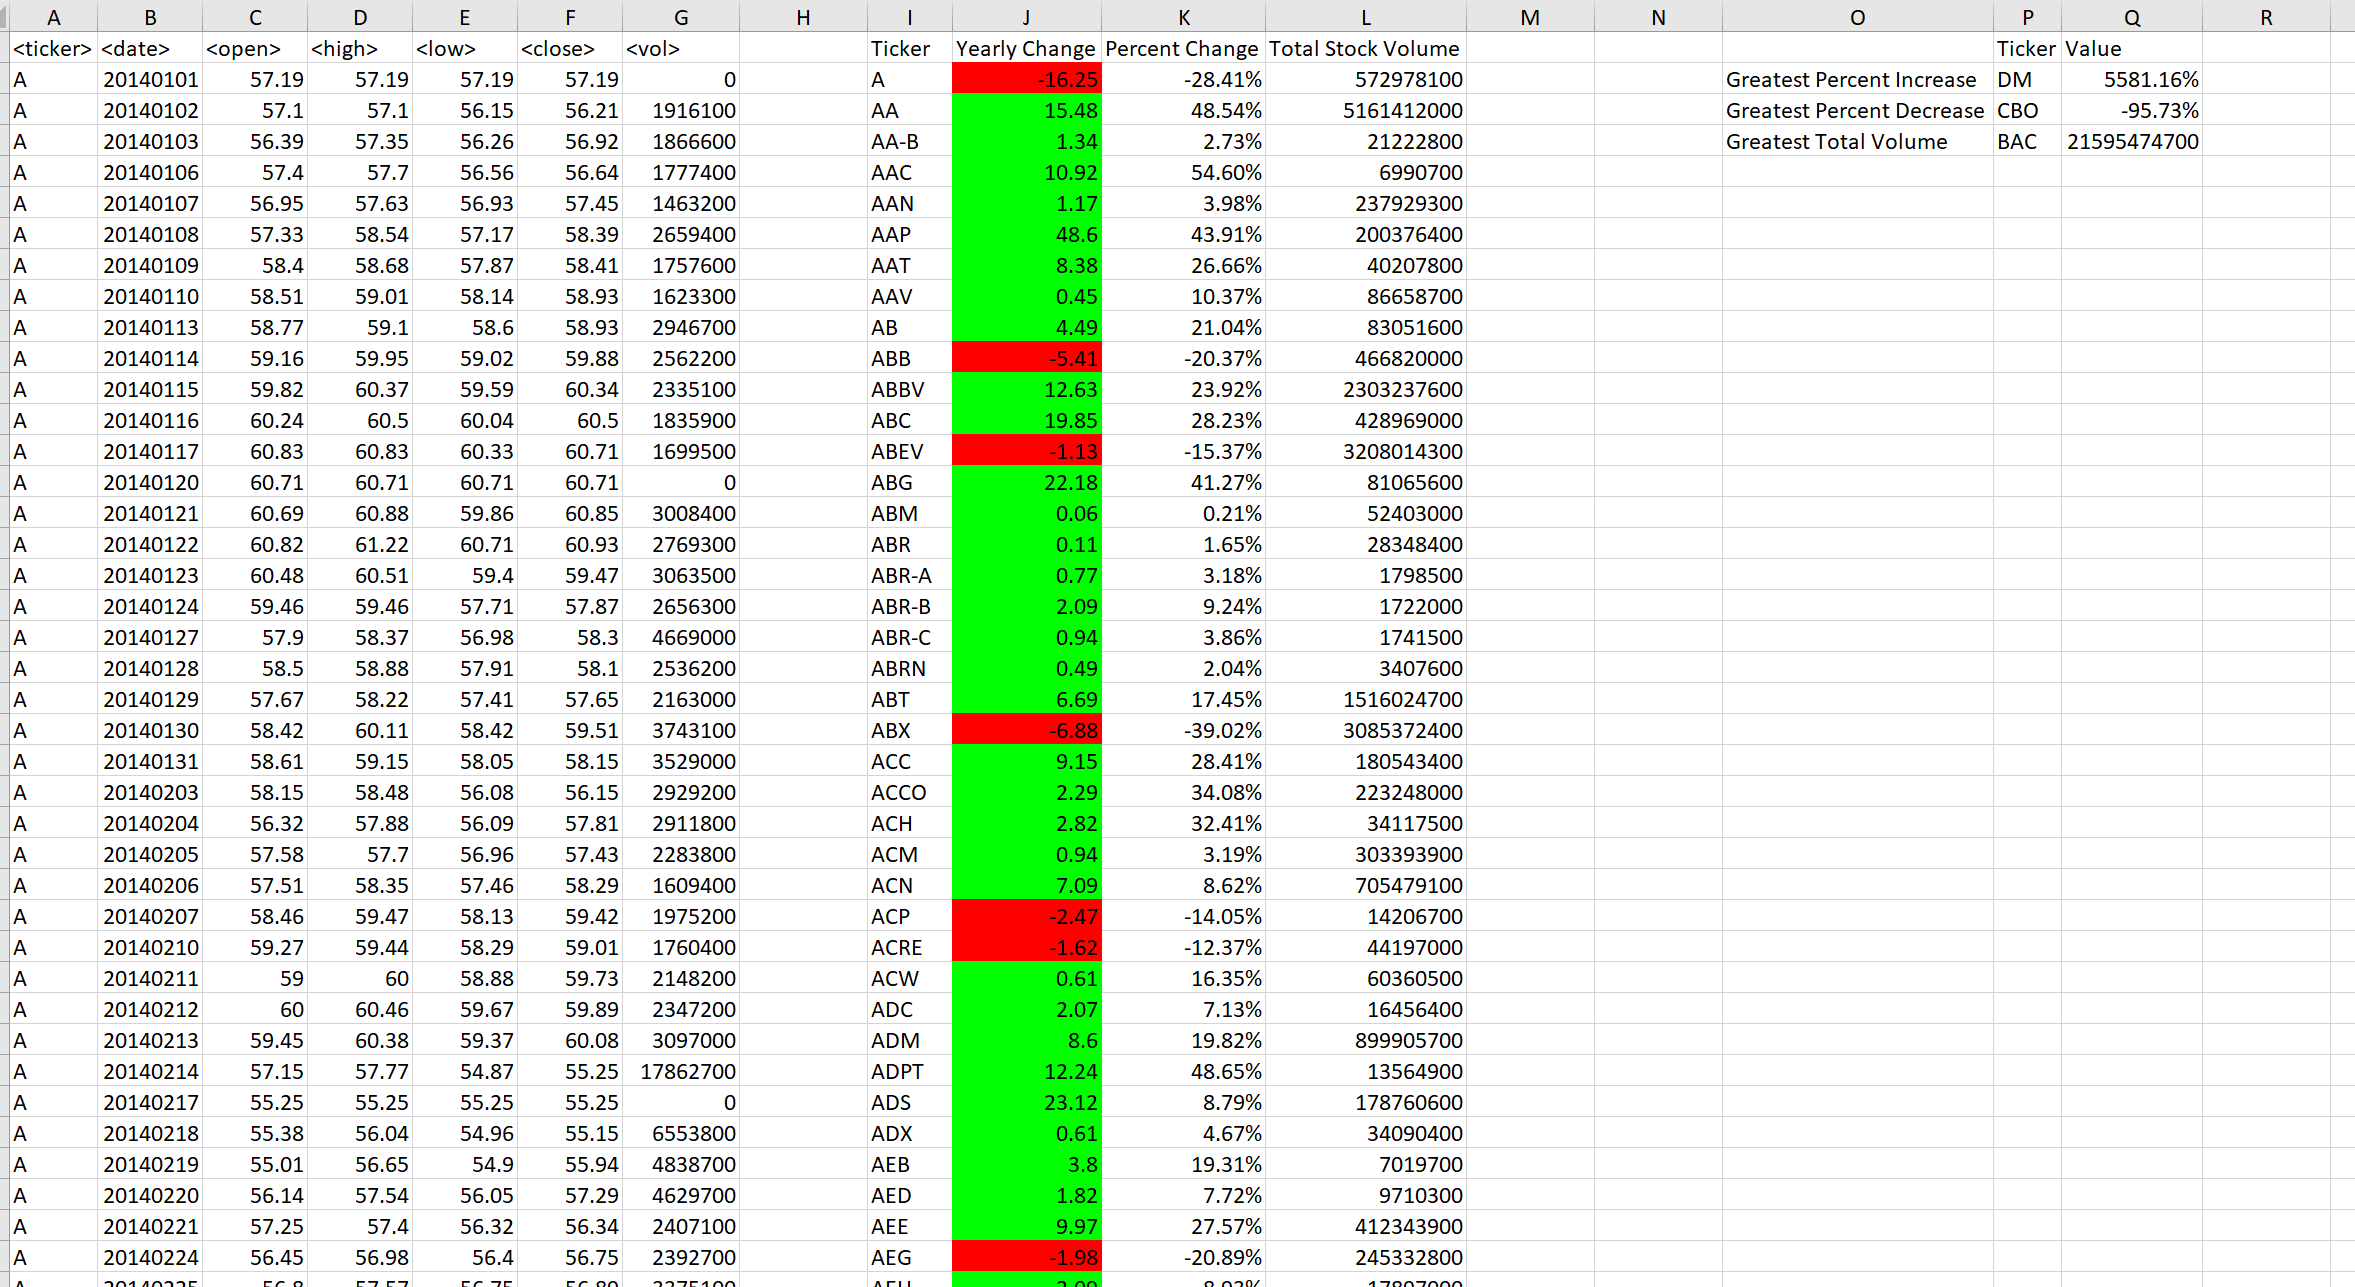 A B C D E F G H I J K L M N O P Q R
<ticker> <date> <open> <high> <low> <close> <vol> Ticker Yearly Change Percent Change Total Stock Volume Ticker Value
A 20140101 57.19 57.19 57.19 57.19 0 A -16.25 -28.41% 572978100 Greatest Percent Increase DM 5581.16%
A 20140102 57.1 57.1 56.15 56.21 1916100 AA 15.48 48.54% 5161412000 Greatest Percent Decrease CBO -95.73%
A 20140103 56.39 57.35 56.26 56.92 1866600 AA-B 1.34 2.73% 21222800 Greatest Total Volume BAC 21595474700
A 20140106 57.4 57.7 56.56 56.64 1777400 AAC 10.92 54.60% 6990700
A 20140107 56.95 57.63 56.93 57.45 1463200 AAN 1.17 3.98% 237929300
A 20140108 57.33 58.54 57.17 58.39 2659400 AAP 48.6 43.91% 200376400
A 20140109 58.4 58.68 57.87 58.41 1757600 AAT 8.38 26.66% 40207800
A 20140110 58.51 59.01 58.14 58.93 1623300 AAV 0.45 10.37% 86658700
A 20140113 58.77 59.1 58.6 58.93 2946700 AB 4.49 21.04% 83051600
A 20140114 59.16 59.95 59.02 59.88 2562200 ABB -5.41 -20.37% 466820000
A 20140115 59.82 60.37 59.59 60.34 2335100 ABBV 12.63 23.92% 2303237600
A 20140116 60.24 60.5 60.04 60.5 1835900 ABC 19.85 28.23% 428969000
A 20140117 60.83 60.83 60.33 60.71 1699500 ABEV -1.13 -15.37% 3208014300
A 20140120 60.71 60.71 60.71 60.71 0 ABG 22.18 41.27% 81065600
A 20140121 60.69 60.88 59.86 60.85 3008400 ABM 0.06 0.21% 52403000
A 20140122 60.82 61.22 60.71 60.93 2769300 ABR 0.11 1.65% 28348400
A 20140123 60.48 60.51 59.4 59.47 3063500 ABR-A 0.77 3.18% 1798500
A 20140124 59.46 59.46 57.71 57.87 2656300 ABR-B 2.09 9.24% 1722000
A 20140127 57.9 58.37 56.98 58.3 4669000 ABR-C 0.94 3.86% 1741500
A 20140128 58.5 58.88 57.91 58.1 2536200 ABRN 0.49 2.04% 3407600
A 20140129 57.67 58.22 57.41 57.65 2163000 ABT 6.69 17.45% 1516024700
A 20140130 58.42 60.11 58.42 59.51 3743100 ABX -6.88 -39.02% 3085372400
A 20140131 58.61 59.15 58.05 58.15 3529000 ACC 9.15 28.41% 180543400
A 20140203 58.15 58.48 56.08 56.15 2929200 ACCO 2.29 34.08% 223248000
A 20140204 56.32 57.88 56.09 57.81 2911800 ACH 2.82 32.41% 34117500
A 20140205 57.58 57.7 56.96 57.43 2283800 ACM 0.94 3.19% 303393900
A 20140206 57.51 58.35 57.46 58.29 1609400 ACN 7.09 8.62% 705479100
A 20140207 58.46 59.47 58.13 59.42 1975200 ACP -2.47 -14.05% 14206700
A 20140210 59.27 59.44 58.29 59.01 1760400 ACRE -1.62 -12.37% 44197000
A 20140211 59 60 58.88 59.73 2148200 ACW 0.61 16.35% 60360500
A 20140212 60 60.46 59.67 59.89 2347200 ADC 2.07 7.13% 16456400
A 20140213 59.45 60.38 59.37 60.08 3097000 ADM 8.6 19.82% 899905700
A 20140214 57.15 57.77 54.87 55.25 17862700 ADPT 12.24 48.65% 13564900
A 20140217 55.25 55.25 55.25 55.25 0 ADS 23.12 8.79% 178760600
A 20140218 55.38 56.04 54.96 55.15 6553800 ADX 0.61 4.67% 34090400
A 20140219 55.01 56.65 54.9 55.94 4838700 AEB 3.8 19.31% 7019700
A 20140220 56.14 57.54 56.05 57.29 4629700 AED 1.82 7.72% 9710300
A 20140221 57.25 57.4 56.32 56.34 2407100 AEE 9.97 27.57% 412343900
A 20140224 56.45 56.98 56.4 56.75 2392700 AEG -1.98 -20.89% 245332800